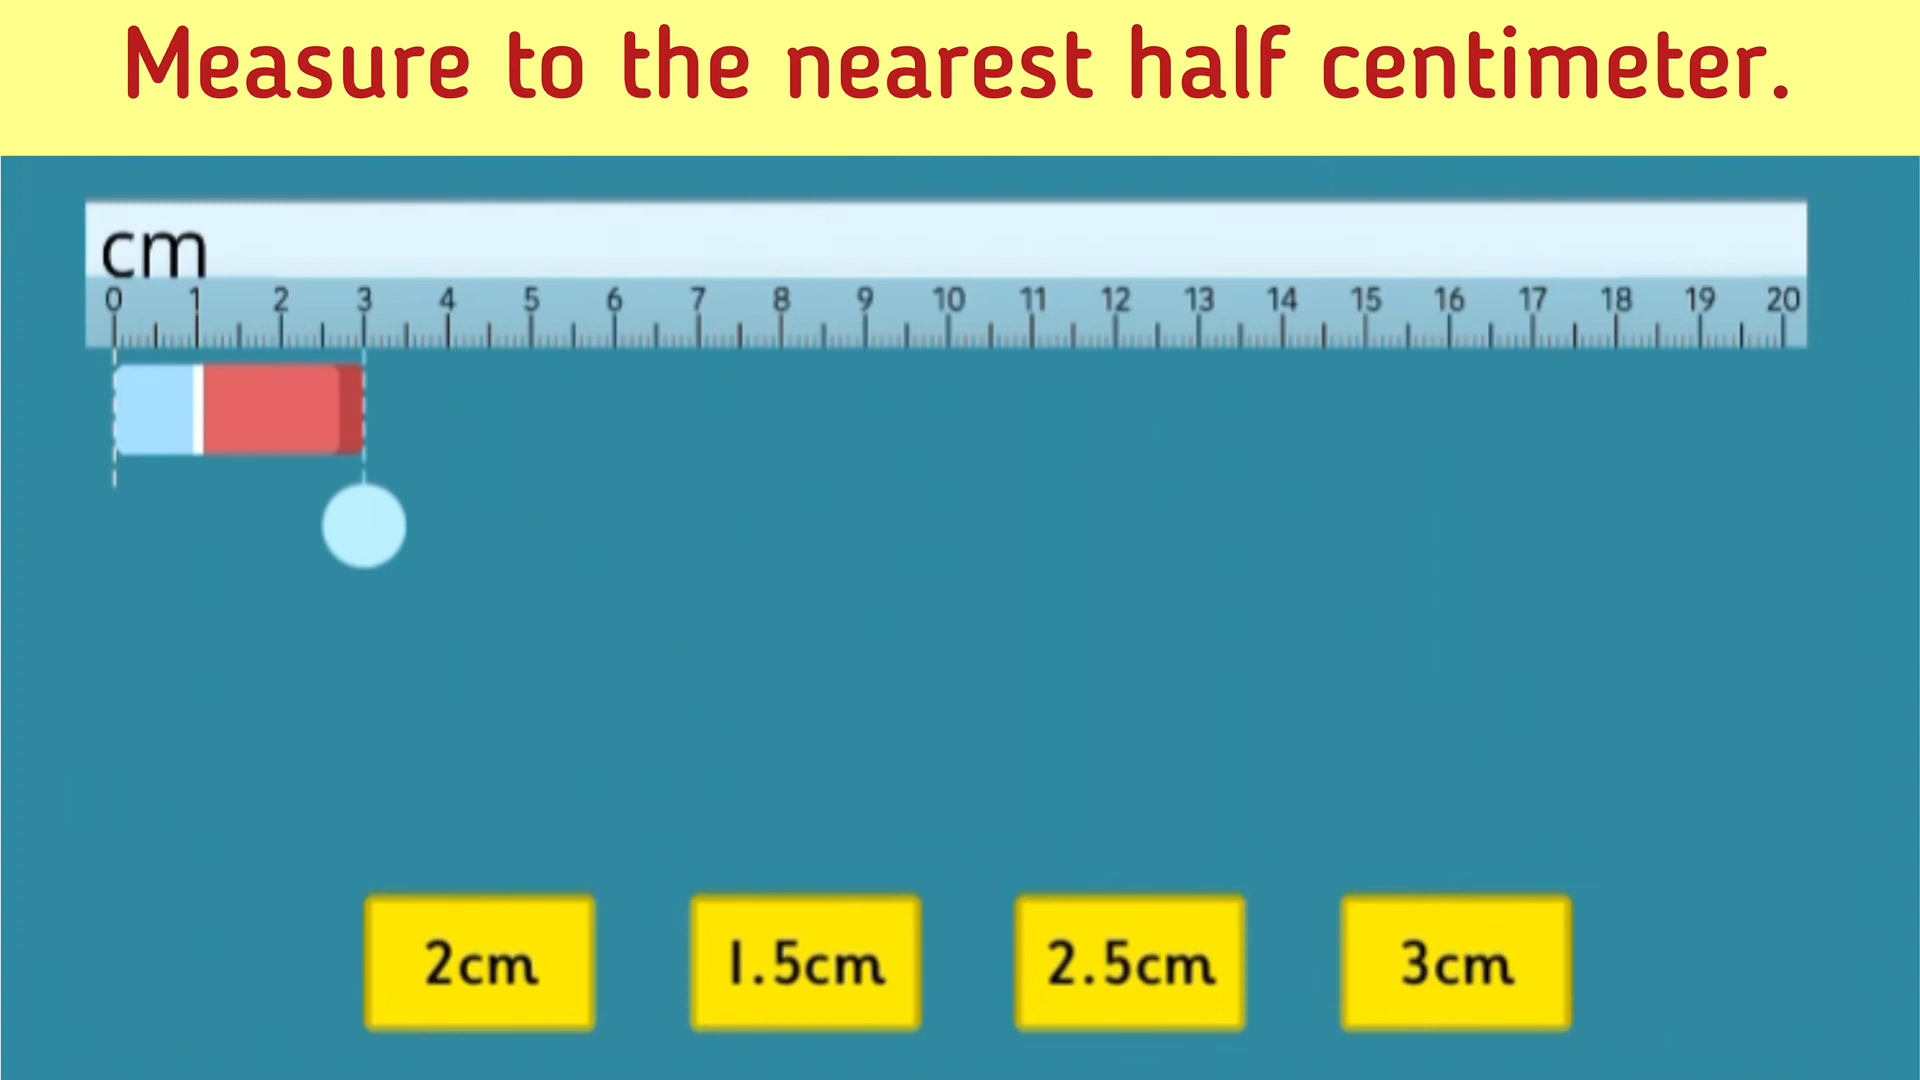 Measure to the nearest half centimeter.
cm
0 1 2 3 4 5 6 7 8 9 10 11 12 13 14 15 16 17 18 19 20
2cm 1.5cm 2.5cm 3cm